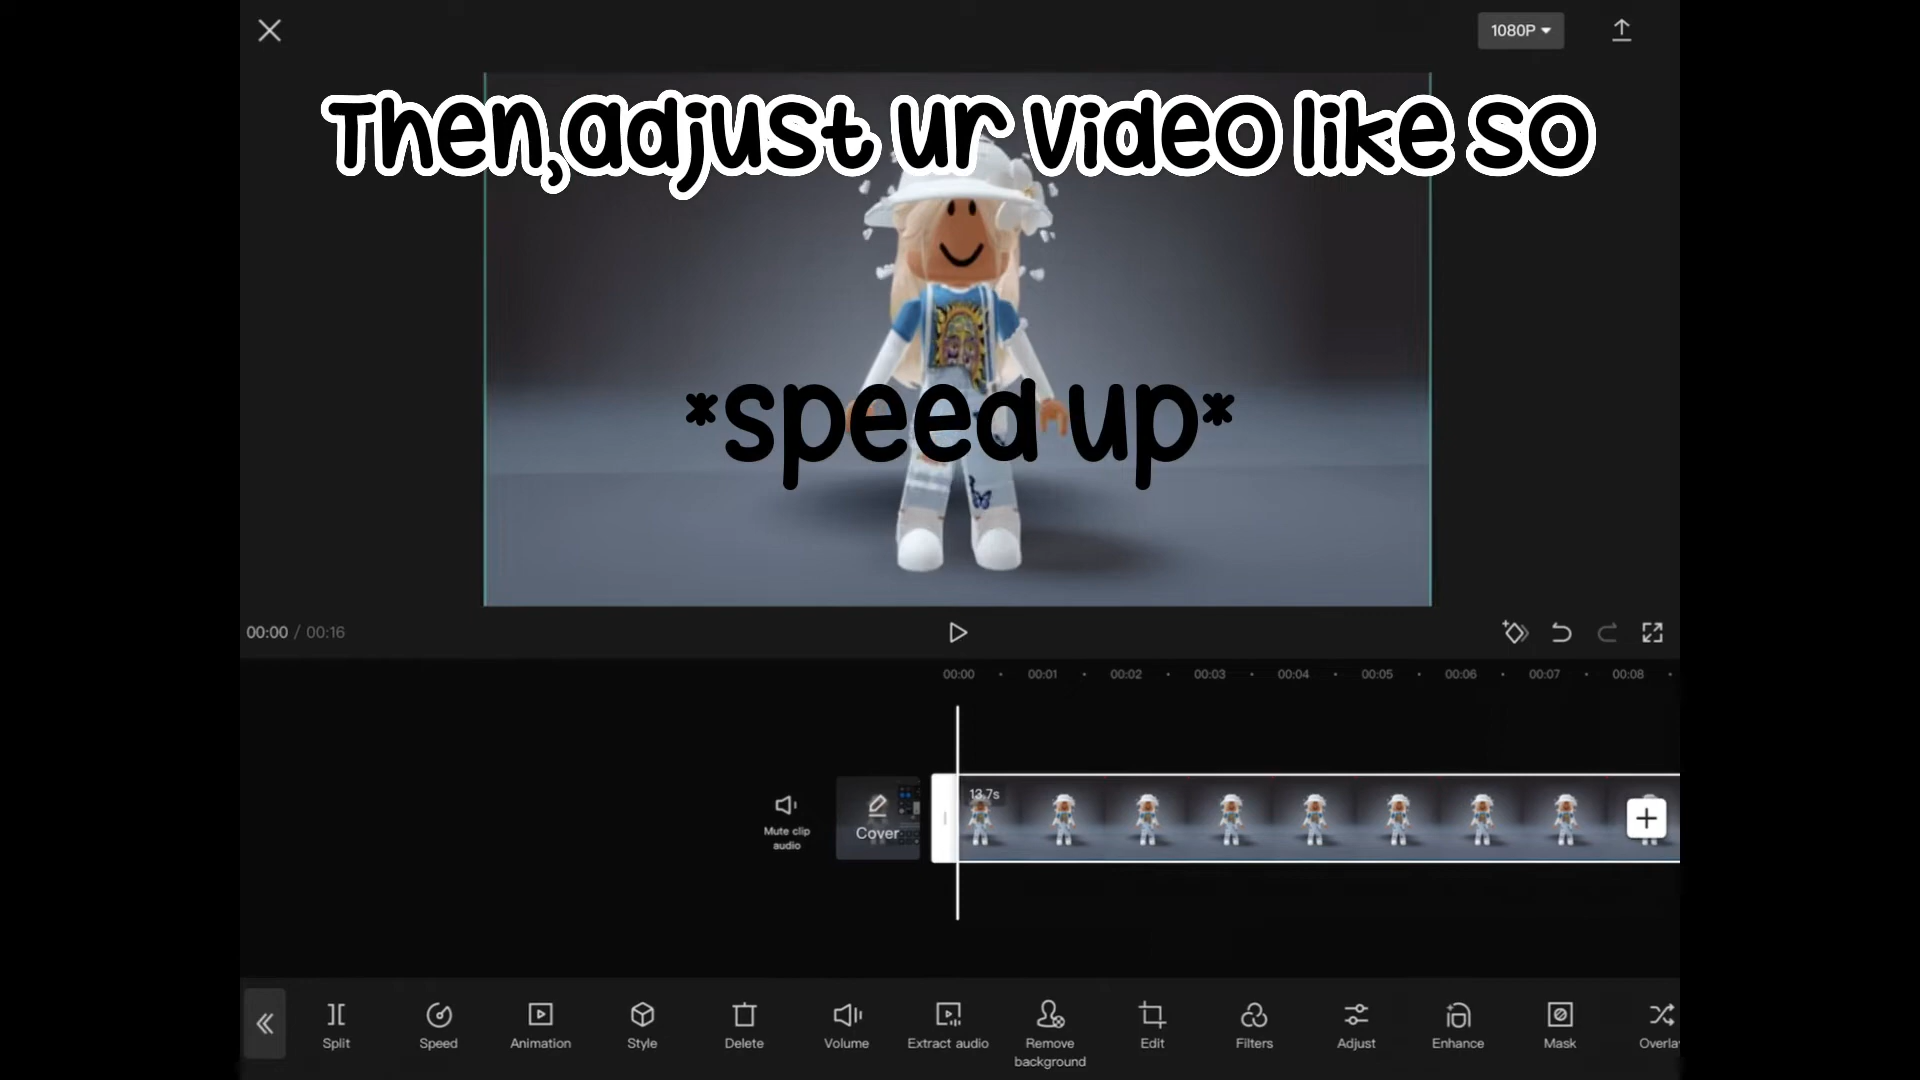 1080P
Then,adjust ur video like so
*speed up*
00:00 / 00:16
00:00 00:01 00:02 00:03 00:04 00:05 00:06 00:07 00:08
13.7s
Mute clip
audio
Cover
Split Speed Animation Style Delete Volume Extract audio Remove background Edit Filters Adjust Enhance Mask Overlay